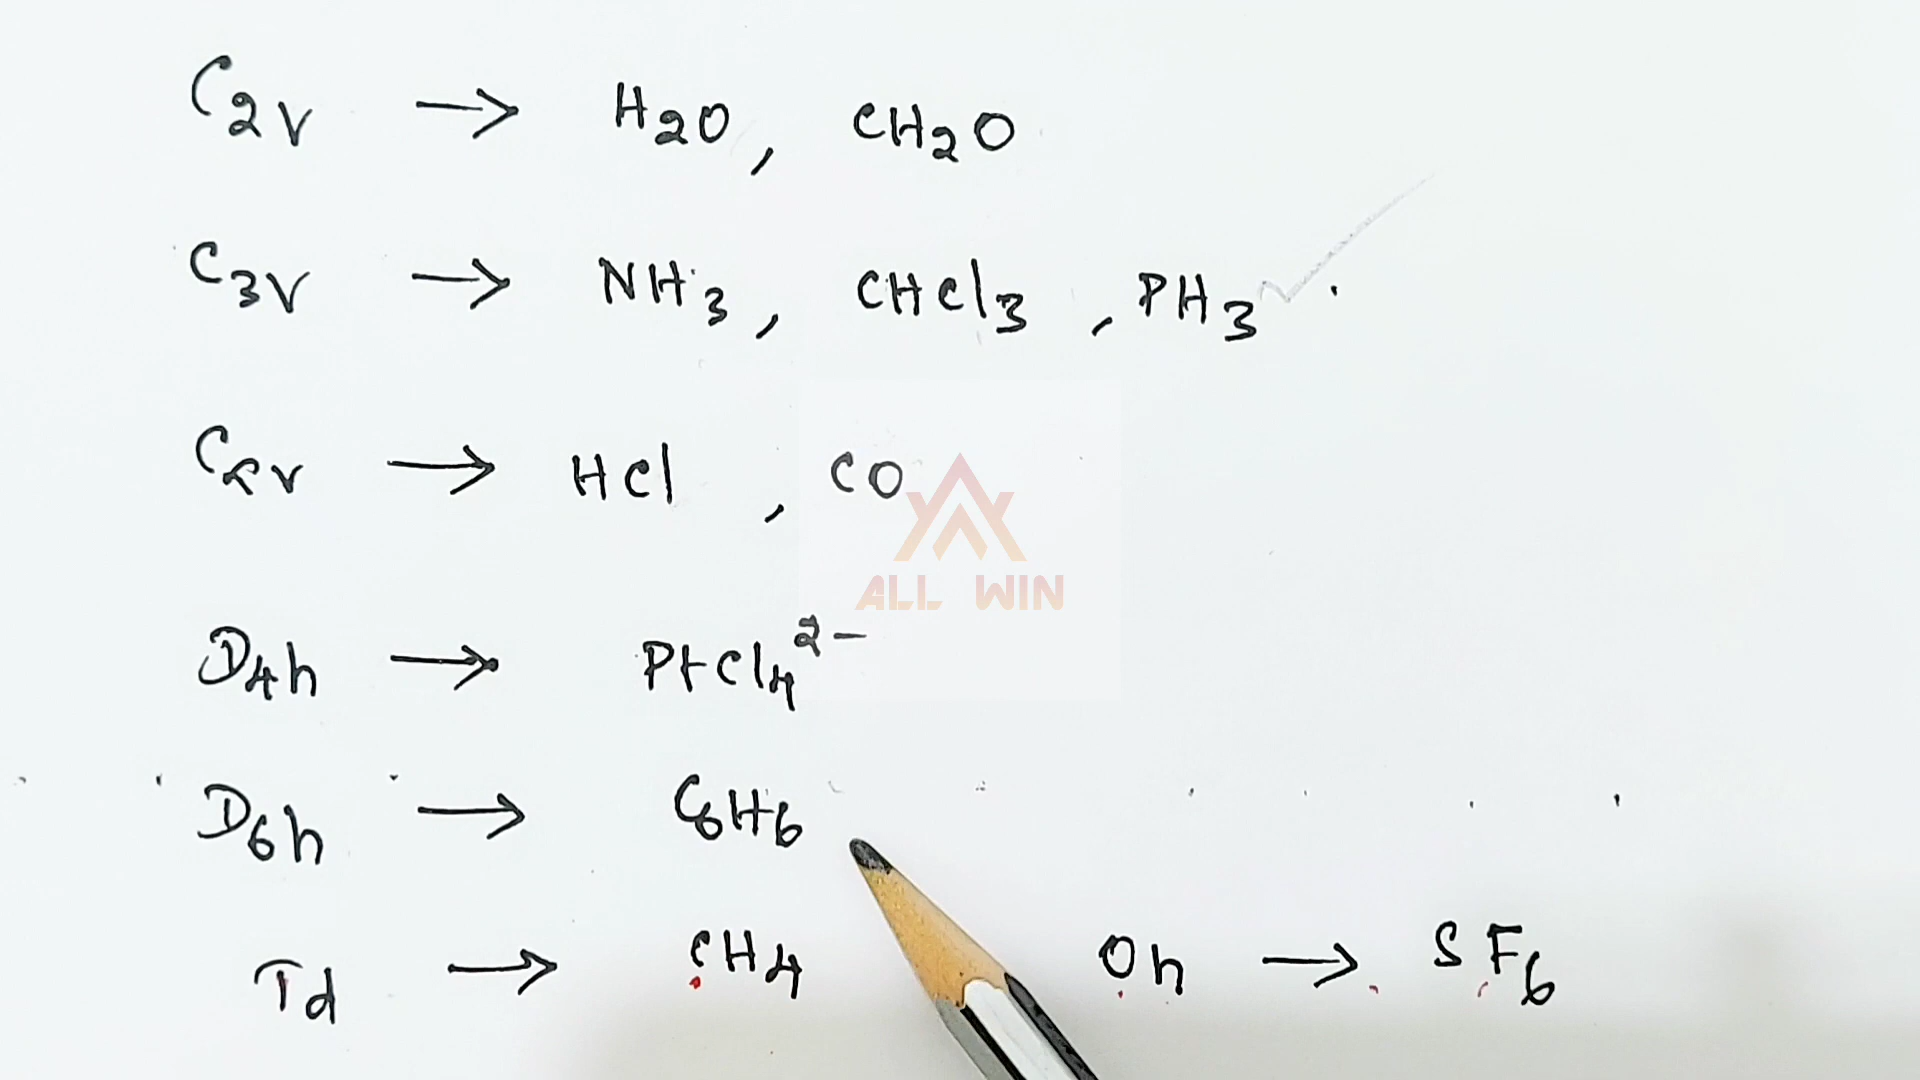 C2v → H2O, CH2O
C3v → NH3, CHCl3, PH3.
C∝v → HCl, CO
ALL WIN
D4h → PtCl4 2-
D6h → C6H6
Td → CH4 Oh → SF6